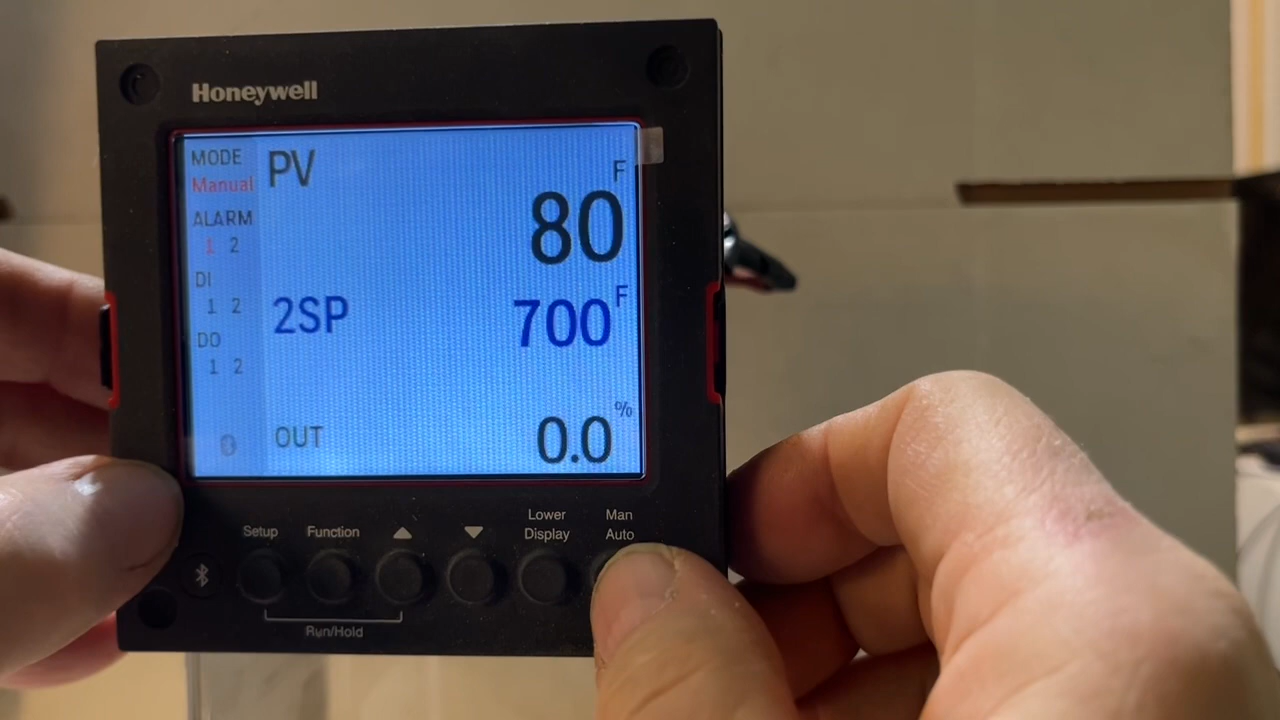 Honeywell
MODE
Manual
PV
F
80
ALARM
1 2
DI
1 2
2SP
700
F
DO
1 2
OUT
0.0
%
Setup
Function
Lower
Display
Man
Auto
Run/Hold